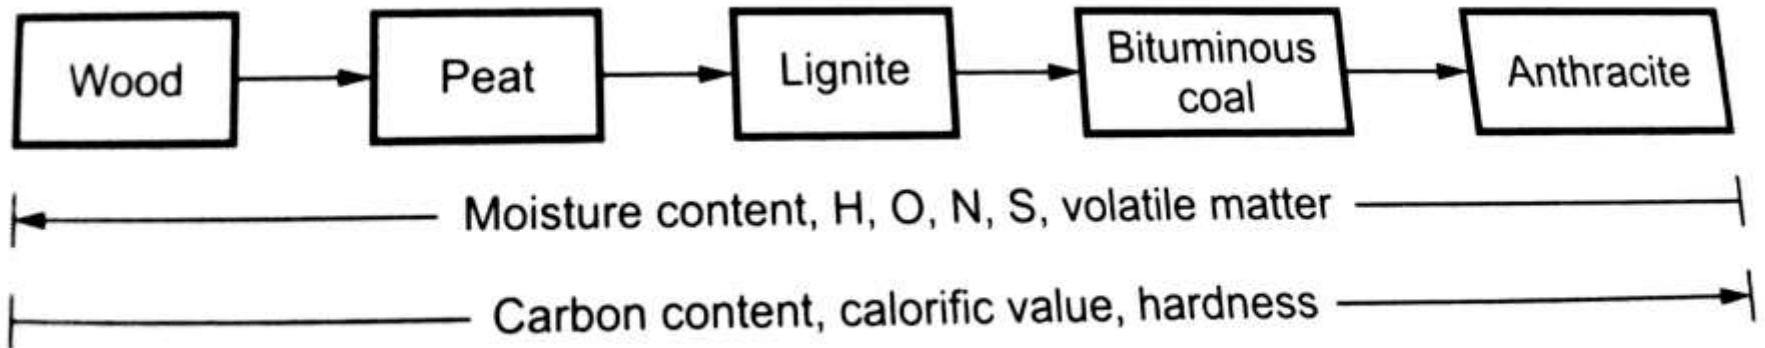 Wood
Peat
Lignite
Bituminous
coal
Anthracite
Moisture content, H, O, N, S, volatile matter
Carbon content, calorific value, hardness